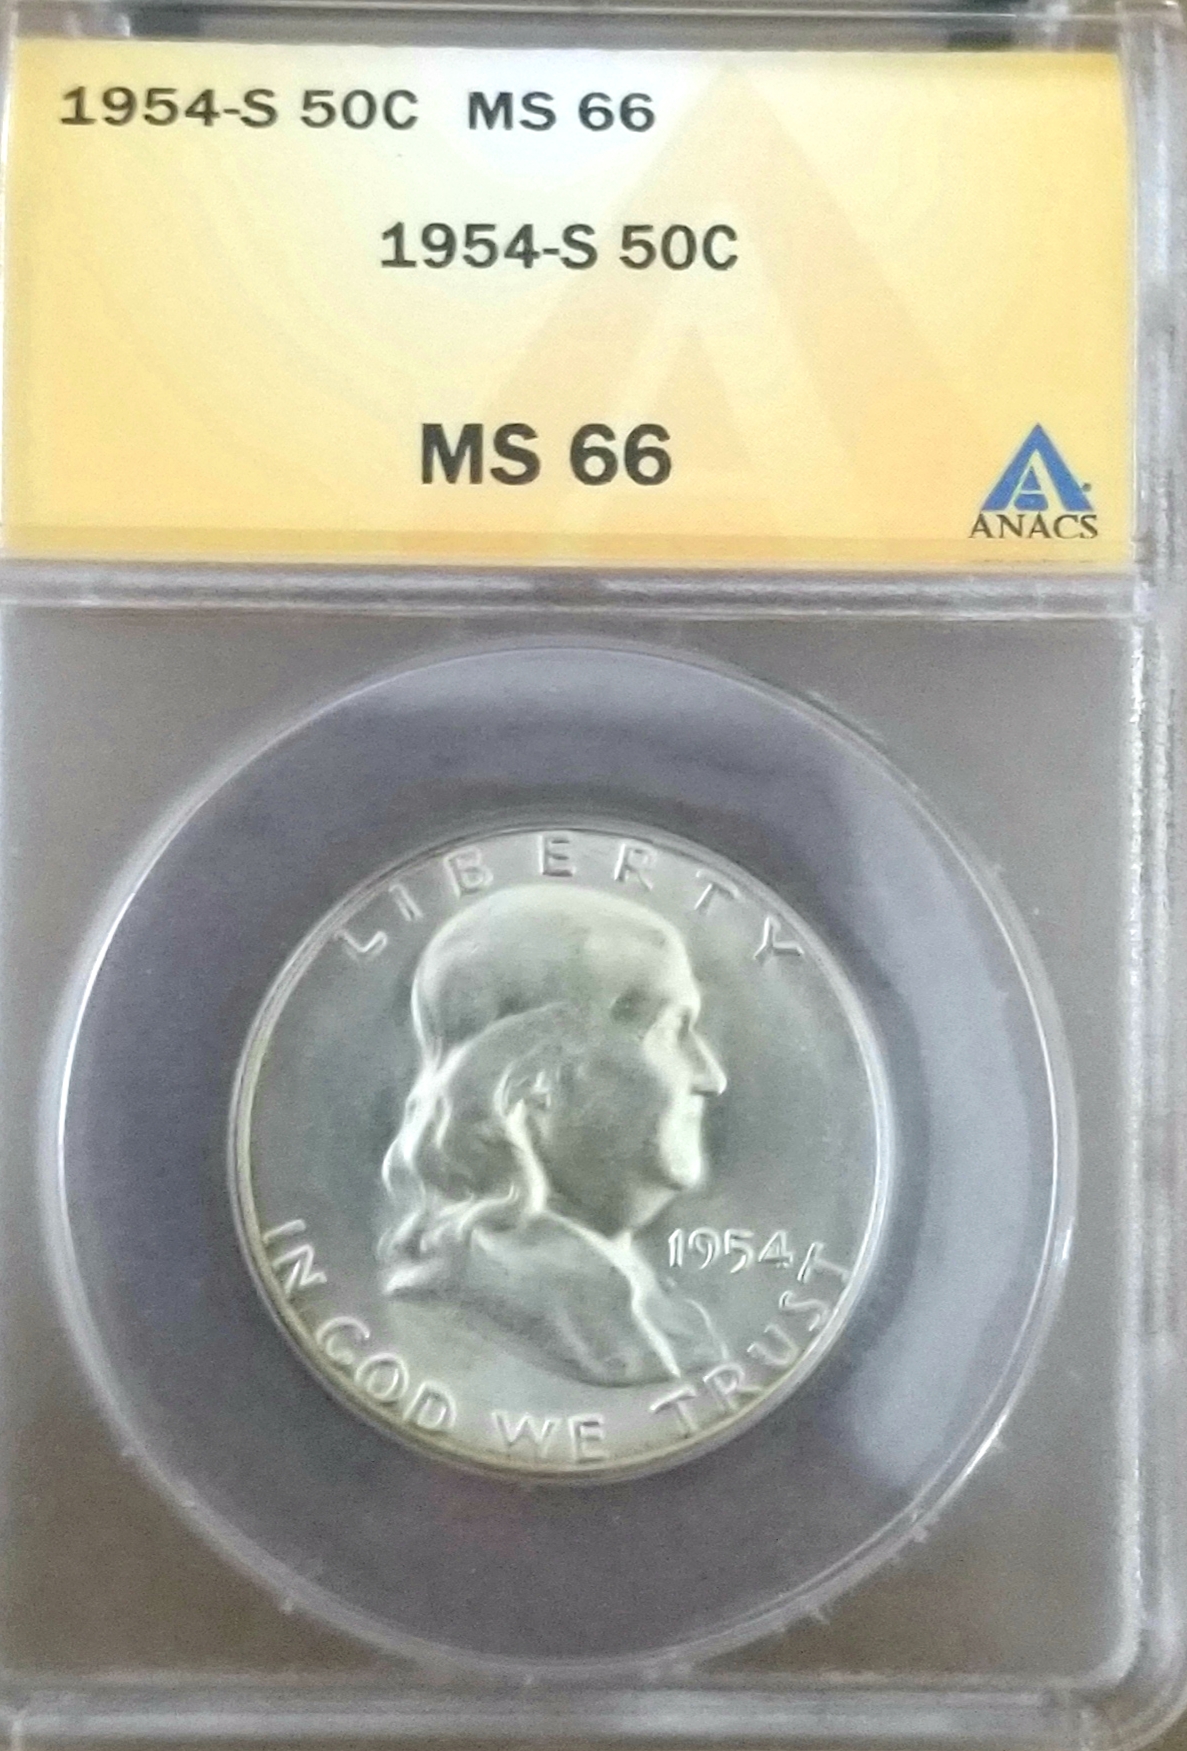 1954-S 50C MS 66
1954-S 50C
MS 66
ANACS
LIBERTY
1954
IN GOD WE TRUST